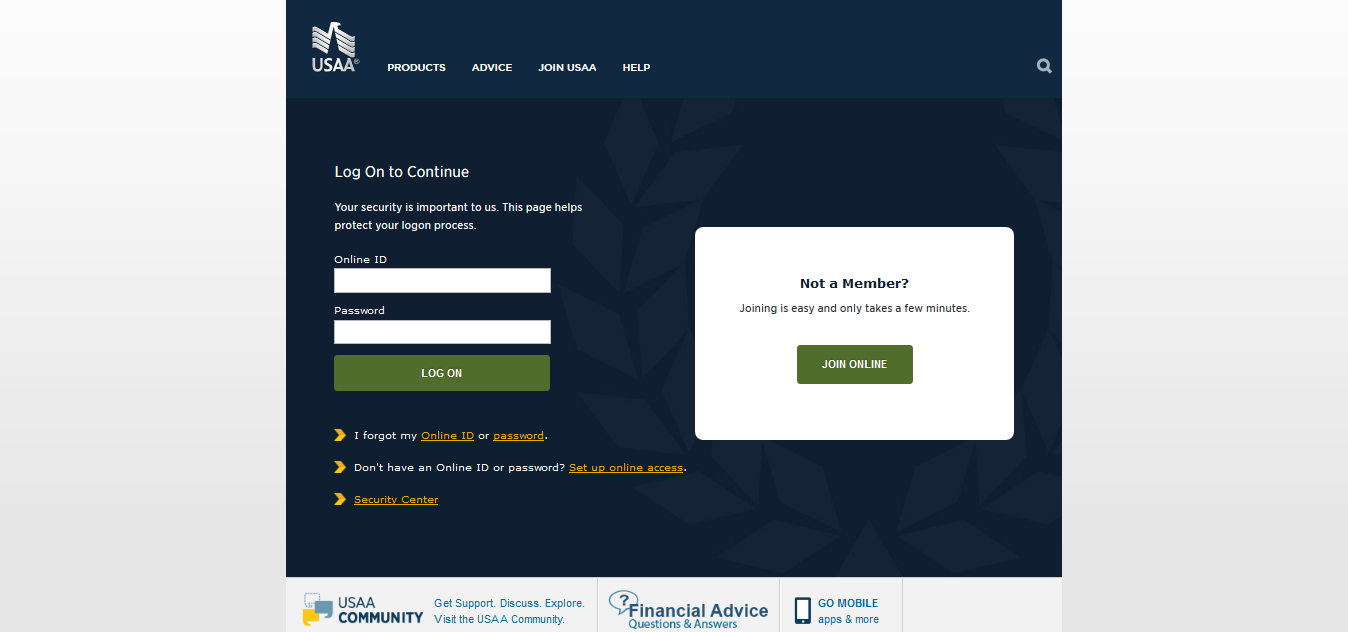 USAA®
PRODUCTS ADVICE JOIN USAA HELP
Log On to Continue
Your security is important to us. This page helps
protect your logon process.
Online ID
Password
LOG ON
I forgot my Online ID or password.
Don't have an Online ID or password? Set up online access.
Security Center
Not a Member?
Joining is easy and only takes a few minutes.
JOIN ONLINE
USAA
COMMUNITY
Get Support. Discuss. Explore.
Visit the USAA Community.
?
Financial Advice
Questions & Answers
GO MOBILE
apps & more